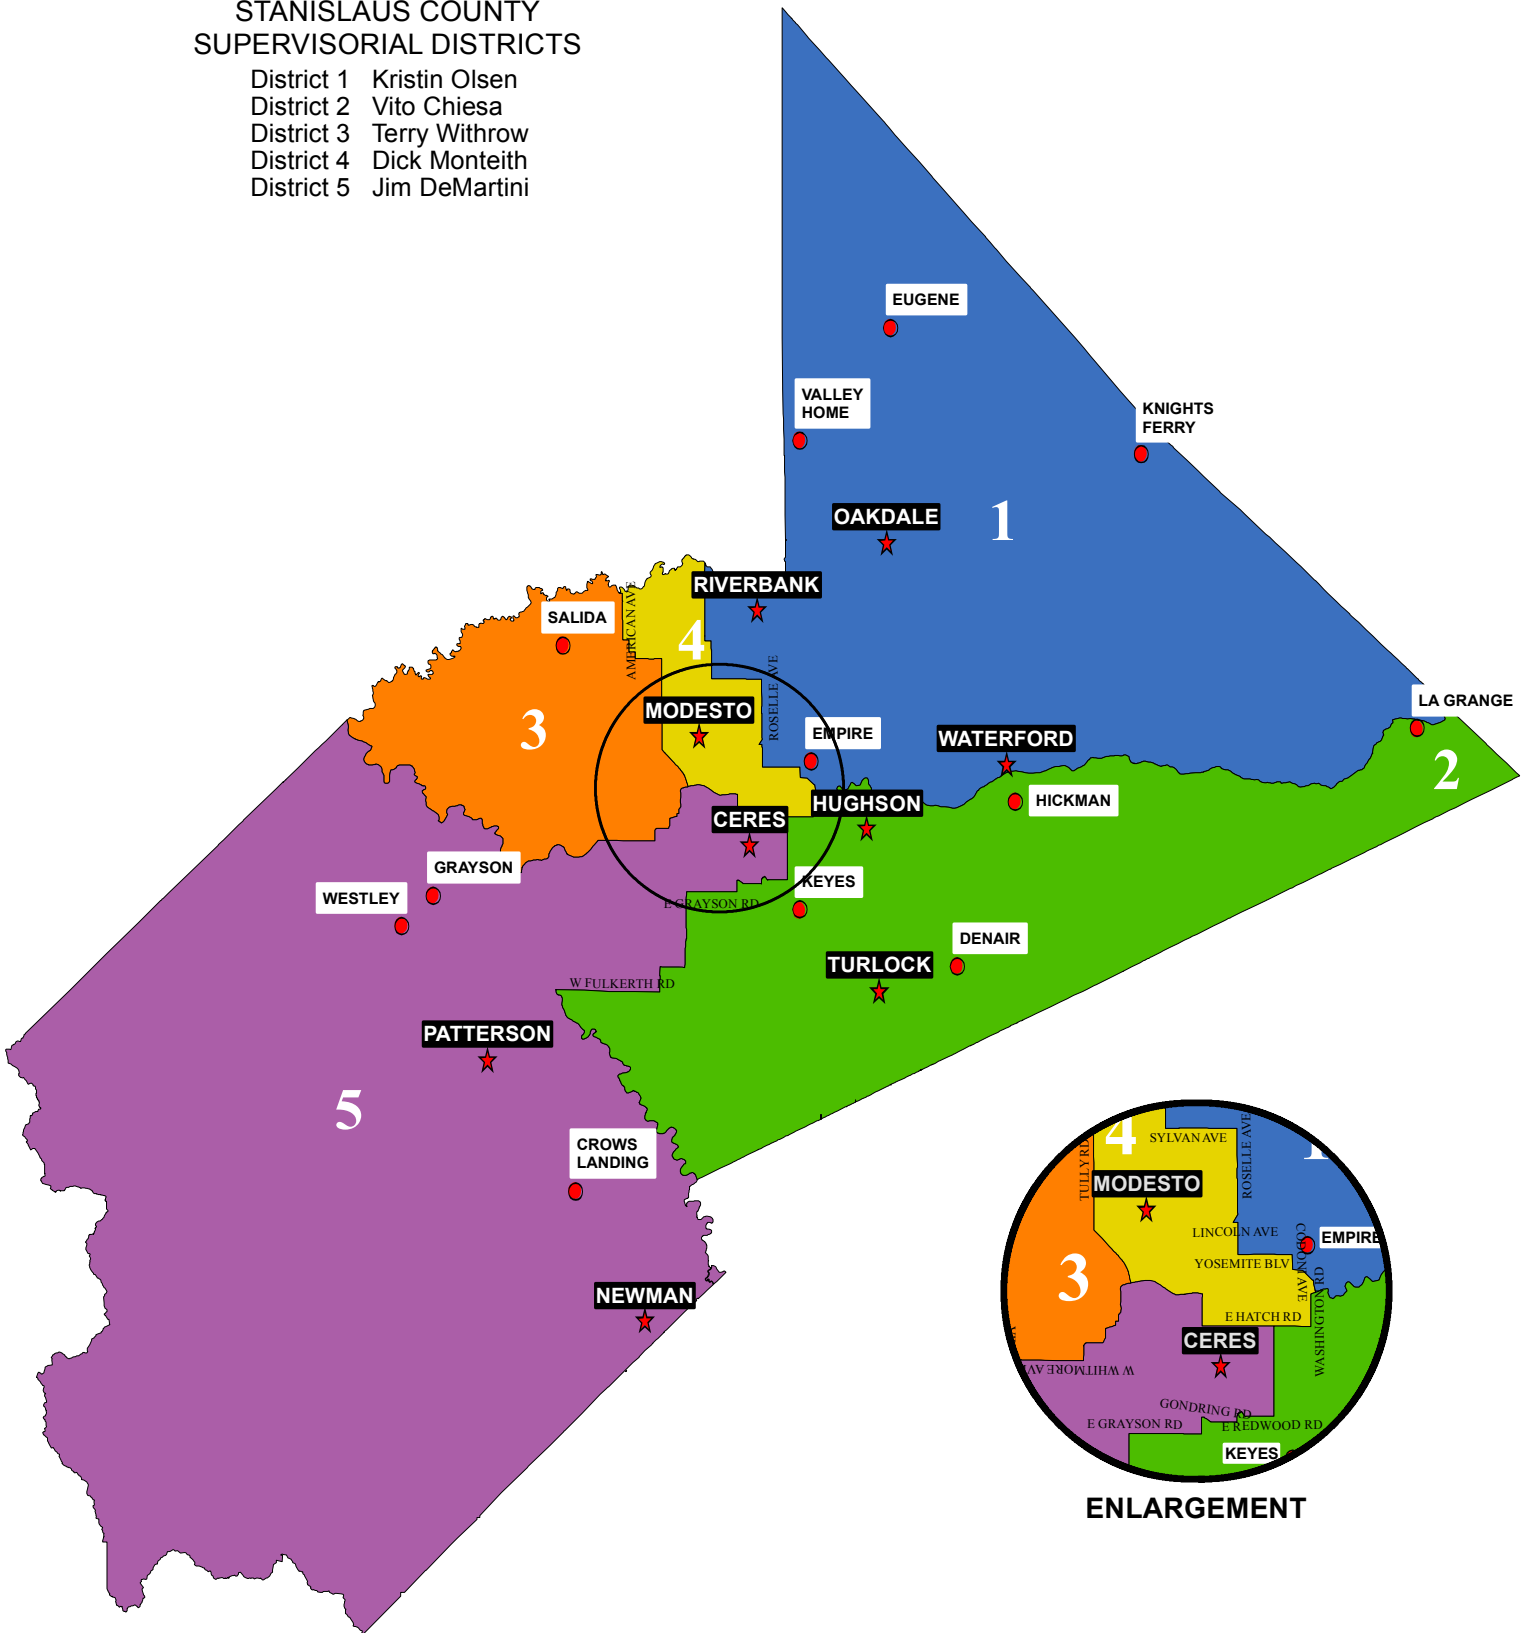 STANISLAUS COUNTY
SUPERVISORIAL DISTRICTS
District 1 Kristin Olsen
District 2 Vito Chiesa
District 3 Terry Withrow
District 4 Dick Monteith
District 5 Jim DeMartini
EUGENE
VALLEY
HOME
KNIGHTS
FERRY
OAKDALE
1
RIVERBANK
AMERICAN AVE
SALIDA
4
ROSELLE AVE
MODESTO
3
EMPIRE
WATERFORD
LA GRANGE
2
HICKMAN
HUGHSON
CERES
GRAYSON
KEYES
WESTLEY
E GRAYSON RD
DENAIR
TURLOCK
W FULKERTH RD
PATTERSON
5
CROWS
LANDING
NEWMAN
4
SYLVAN AVE
ROSELLE AVE
TULLY RD
1
MODESTO
LINCOLN AVE
EMPIRE
YOSEMITE BLV
3
WASHINGTON RD
E HATCH RD
CERES
W WHITMORE AVE
GONDRING RD
E GRAYSON RD
E REDWOOD RD
KEYES
ENLARGEMENT